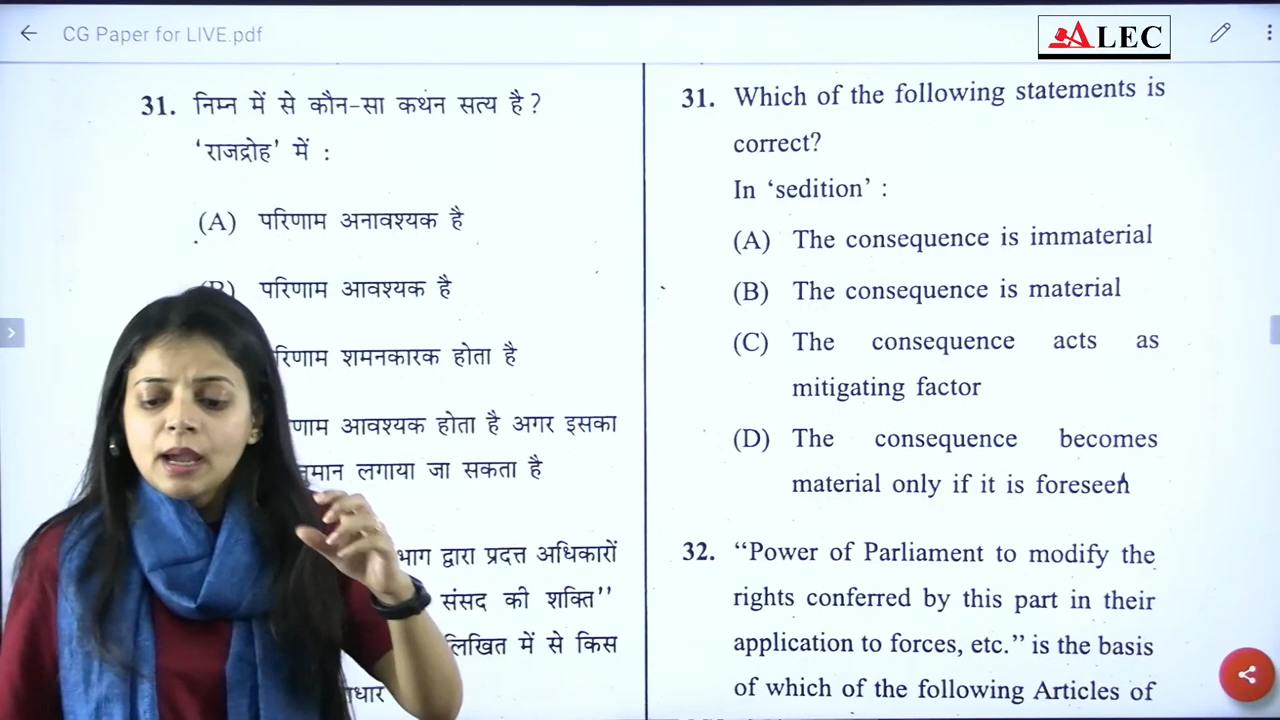 CG Paper for LIVE.pdf
ALEC
31. निम्न में से कौन-सा कथन सत्य है?
'राजद्रोह' में :
(A) परिणाम अनावश्यक है
(B) परिणाम आवश्यक है
रिणाम शमनकारक होता है
णाम आवश्यक होता है अगर इसका
नुमान लगाया जा सकता है
भाग द्वारा प्रदत्त अधिकारों
संसद की शक्ति''
लिखित में से किस
ाधार
31. Which of the following statements is
correct?
In 'sedition' :
(A) The consequence is immaterial
(B) The consequence is material
(C) The consequence acts as
mitigating factor
(D) The consequence becomes
material only if it is foreseen
32. "Power of Parliament to modify the
rights conferred by this part in their
application to forces, etc." is the basis
of which of the following Articles of